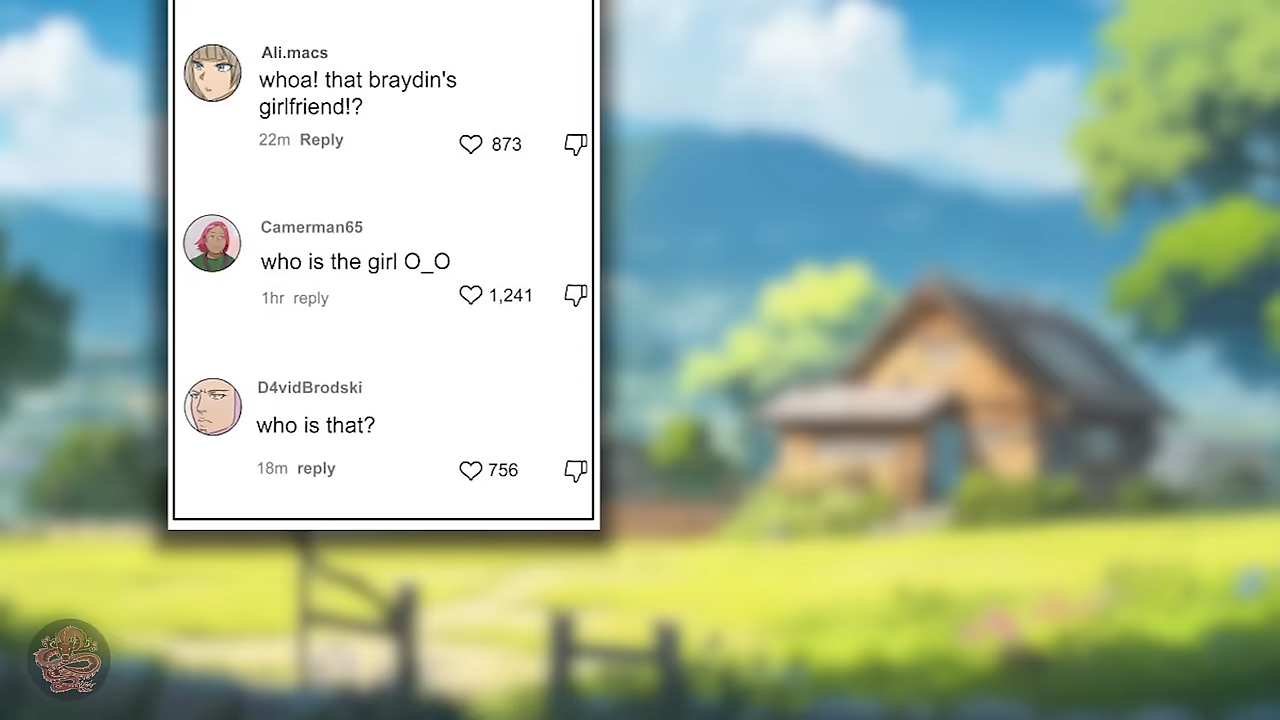 Ali.macs
whoa! that braydin's
girlfriend!?
22m Reply
873
Camerman65
who is the girl O_O
1hr reply
1,241
D4vidBrodski
who is that?
18m reply
756